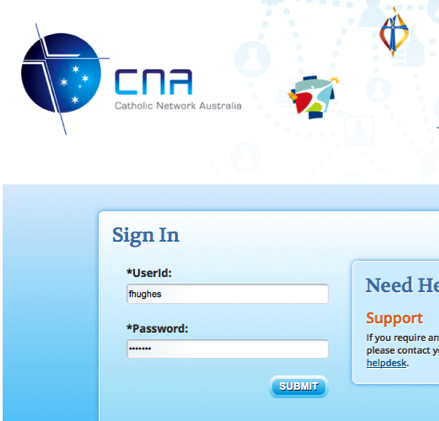 CNA
Catholic Network Australia
Sign In
*UserId:
fhughes
*Password:
•••••••
SUBMIT
Need He
Support
If you require an
please contact y
helpdesk.